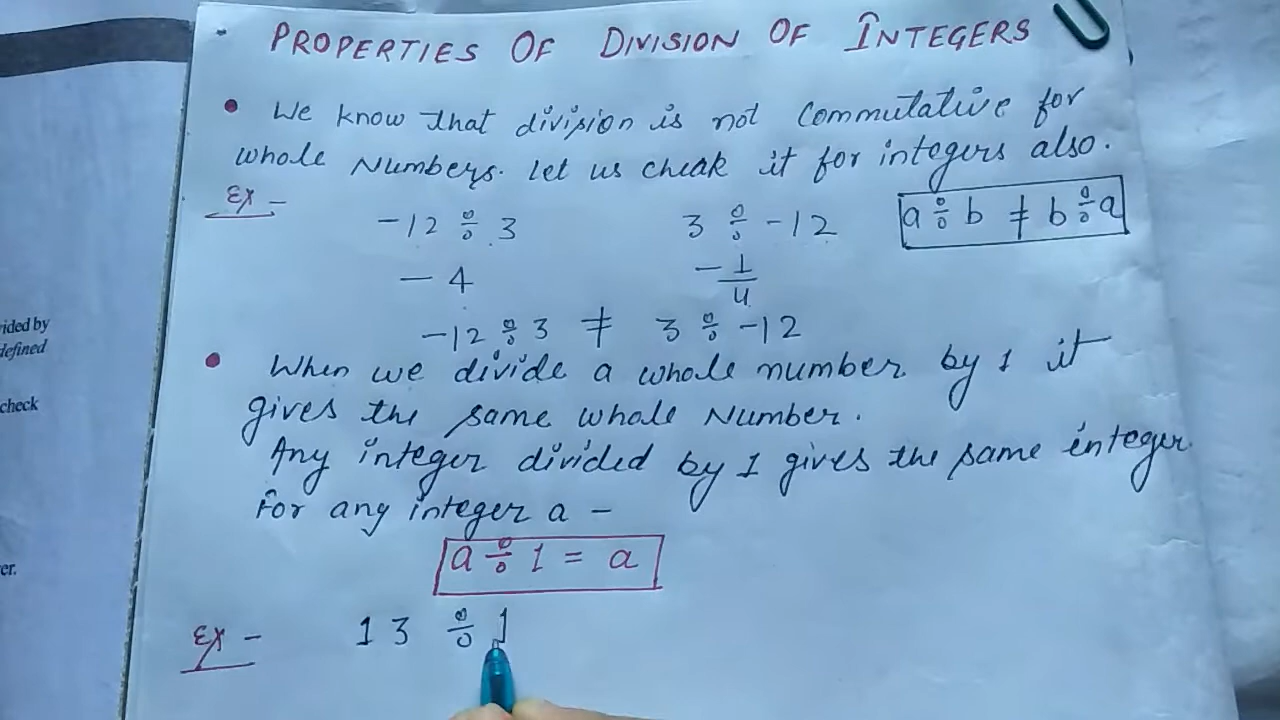 PROPERTIES OF DIVISION OF INTEGERS
• We know that division is not commutative for
whole Numbers. let us cheak it for integers also.
Ex -
-12 ÷ 3 3 ÷ -12 a ÷ b ≠ b ÷ a
- 4 - 1/4
-12 ÷ 3 ≠ 3 ÷ -12
• When we divide a whole number by 1 it
gives the same whole Number.
Any integer divided by 1 gives the same integer
For any integer a -
a ÷ 1 = a
Ex - 13 ÷ 1
vided by
defined
check
er.